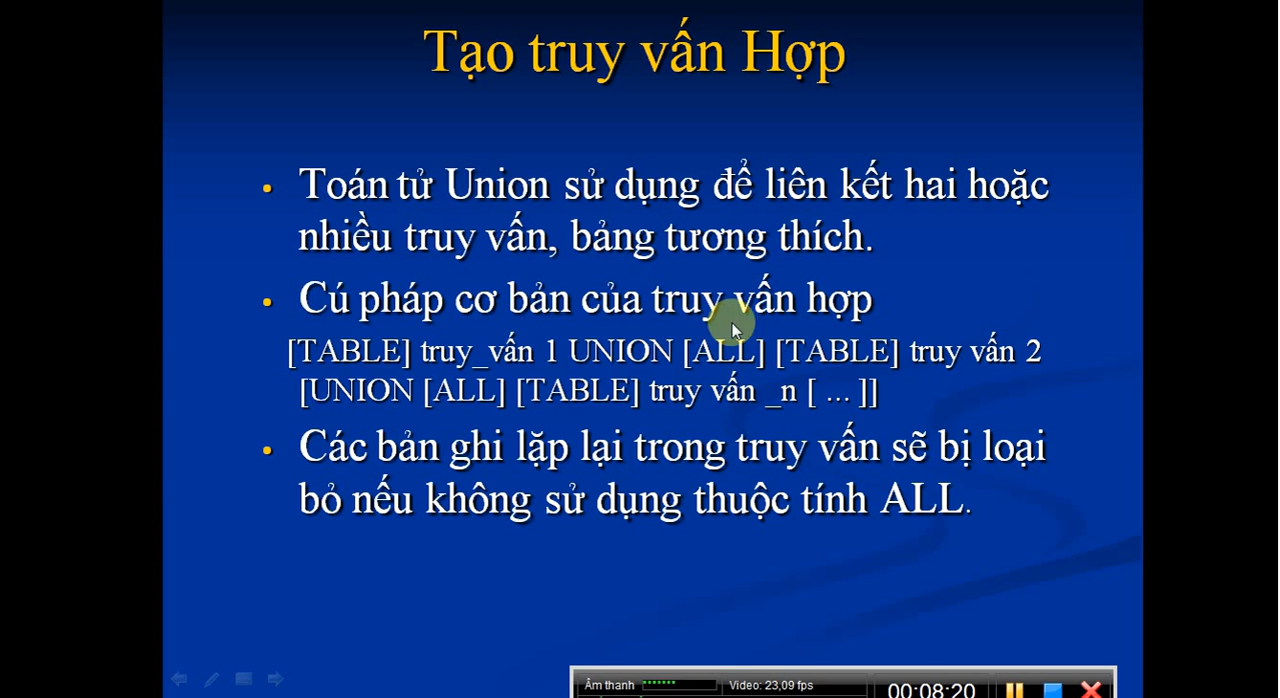 Tạo truy vấn Hợp
• Toán tử Union sử dụng để liên kết hai hoặc
nhiều truy vấn, bảng tương thích.
• Cú pháp cơ bản của truy vấn hợp
[TABLE] truy_vấn 1 UNION [ALL] [TABLE] truy vấn 2
[UNION [ALL] [TABLE] truy vấn _n [ ... ]]
• Các bản ghi lặp lại trong truy vấn sẽ bị loại
bỏ nếu không sử dụng thuộc tính ALL.
Âm thanh
Video: 23,09 fps
00:08:20